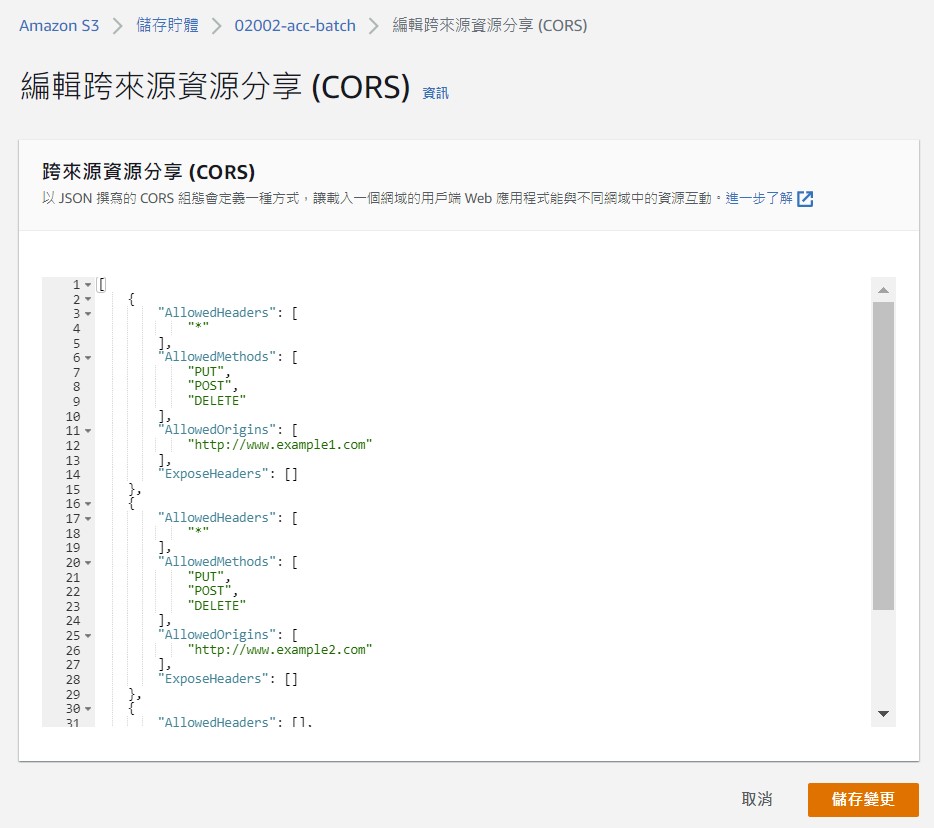 Amazon S3 > 儲存貯體 > 02002-acc-batch > 編輯跨來源資源分享 (CORS)
編輯跨來源資源分享 (CORS) 資訊
跨來源資源分享 (CORS)
以 JSON 撰寫的 CORS 組態會定義一種方式，讓載入一個網域的用戶端 Web 應用程式能與不同網域中的資源互動。進一步了解
1 [
2 {
3 "AllowedHeaders": [
4 "*"
5 ],
6 "AllowedMethods": [
7 "PUT",
8 "POST",
9 "DELETE"
10 ],
11 "AllowedOrigins": [
12 "http://www.example1.com"
13 ],
14 "ExposeHeaders": []
15 },
16 {
17 "AllowedHeaders": [
18 "*"
19 ],
20 "AllowedMethods": [
21 "PUT",
22 "POST",
23 "DELETE"
24 ],
25 "AllowedOrigins": [
26 "http://www.example2.com"
27 ],
28 "ExposeHeaders": []
29 },
30 {
31 "AllowedHeaders": [],
取消 儲存變更